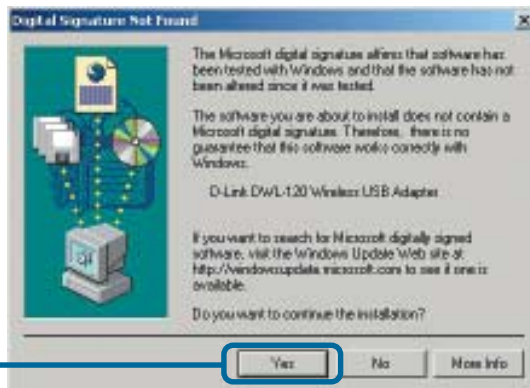 Digital Signature Not Found
The Microsoft digital signature affirms that software has
been tested with Windows and that the software has not
been altered since it was tested.
The software you are about to install does not contain a
Microsoft digital signature. Therefore, there is no
guarantee that this software works correctly with
Windows.
D-Link DWL-120 Wireless USB Adapter
If you want to search for Microsoft digitally signed
software, visit the Windows Update Web site at
http://windowsupdate.microsoft.com to see if one is
available.
Do you want to continue the installation?
Yes No More Info